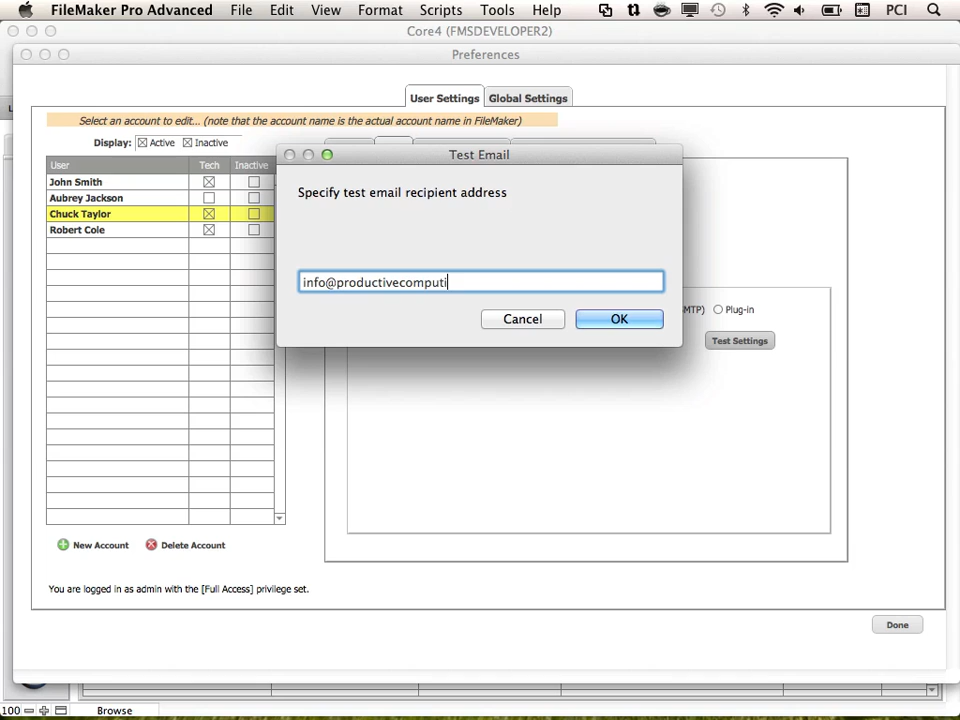 FileMaker Pro Advanced File Edit View Format Scripts Tools Help PCI
Core4 (FMSDEVELOPER2)
Preferences
User Settings Global Settings
Select an account to edit... (note that the account name is the actual account name in FileMaker)
Display: Active Inactive
User Tech Inactive
John Smith
Aubrey Jackson
Chuck Taylor
Robert Cole
Test Email
Specify test email recipient address
info@productivecomputi
Cancel OK
MTP) Plug-in
Test Settings
New Account Delete Account
You are logged in as admin with the [Full Access] privilege set.
Done
100 Browse